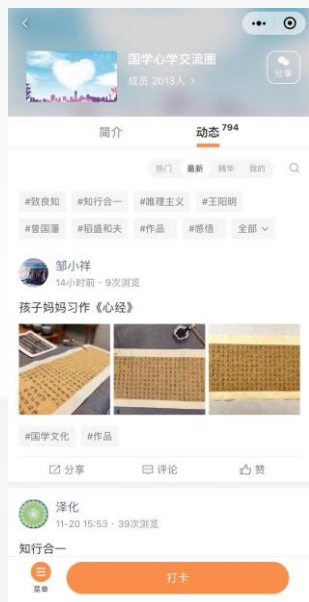 国学心学交流圈
成员 2013人 >
分享
简介
动态 794
热门 最新 精华 我的
#致良知 #知行合一 #唯理主义 #王阳明
#曾国藩 #稻盛和夫 #作品 #感悟 全部
邹小祥
14小时前 · 9次浏览
孩子妈妈习作《心经》
#国学文化 #作品
分享 评论 赞
泽化
11-20 15:53 · 39次浏览
知行合一
菜单
打卡